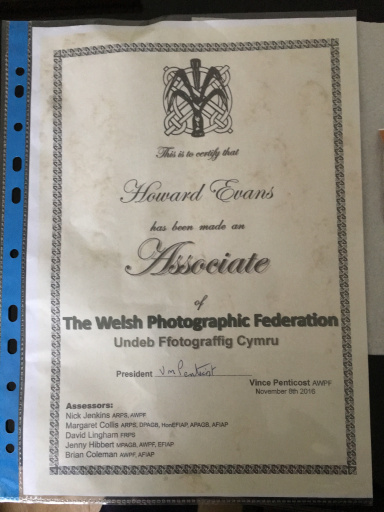 This is to certify that
Howard Evans
has been made an
Associate
of
The Welsh Photographic Federation
Undeb Ffotograffig Cymru
President V M Penticost
Vince Penticost AWPF
November 9th 2016
Assessors:
Nick Jenkins ARPS, AWPF
Margaret Collis ARPS, DPAGB, HonEFIAP, APAGB, AFIAP
David Lingham FRPS
Jenny Hibbert MPAGB, AWPF, EFIAP
Brian Coleman AWPF, AFIAP